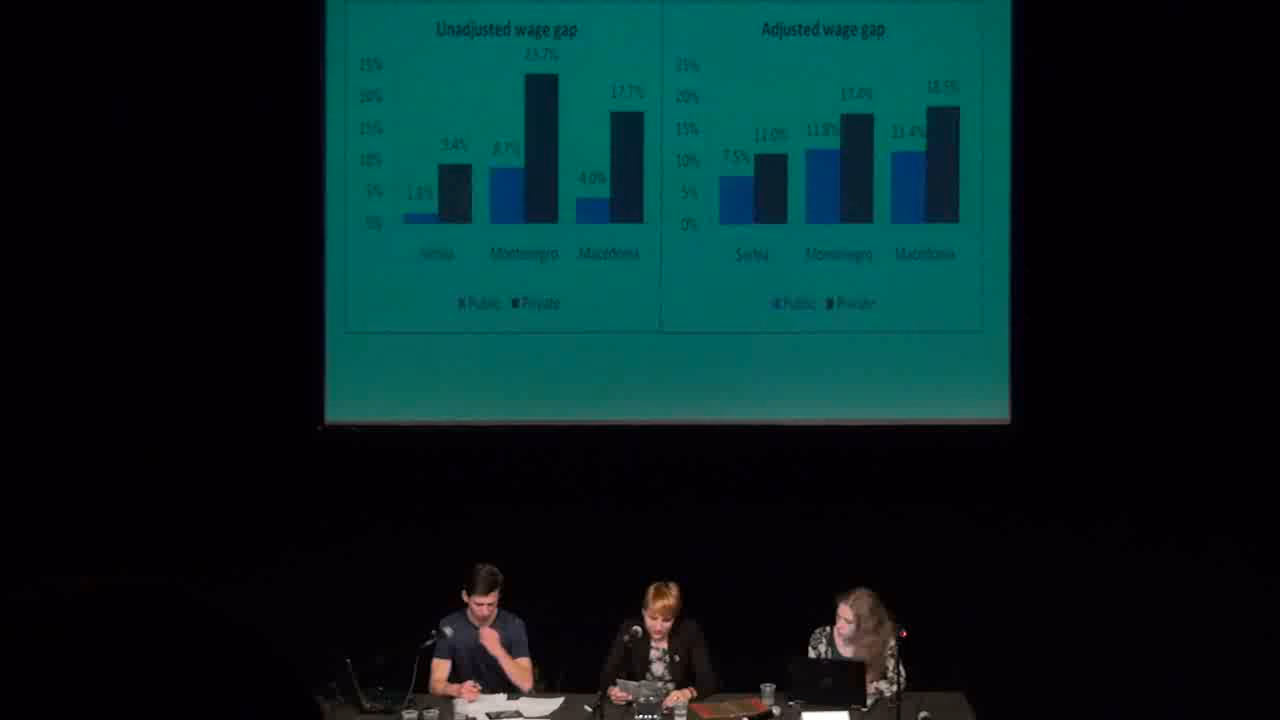 Unadjusted wage gap
25%
20%
15%
10%
5%
0%
1.8%
9.4%
8.7%
23.7%
4.0%
17.7%
Serbia
Montenegro
Macedonia
Public
Private
Adjusted wage gap
25%
20%
15%
10%
5%
0%
7.5%
11.0%
11.8%
17.4%
11.4%
18.5%
Serbia
Montenegro
Macedonia
Public
Private